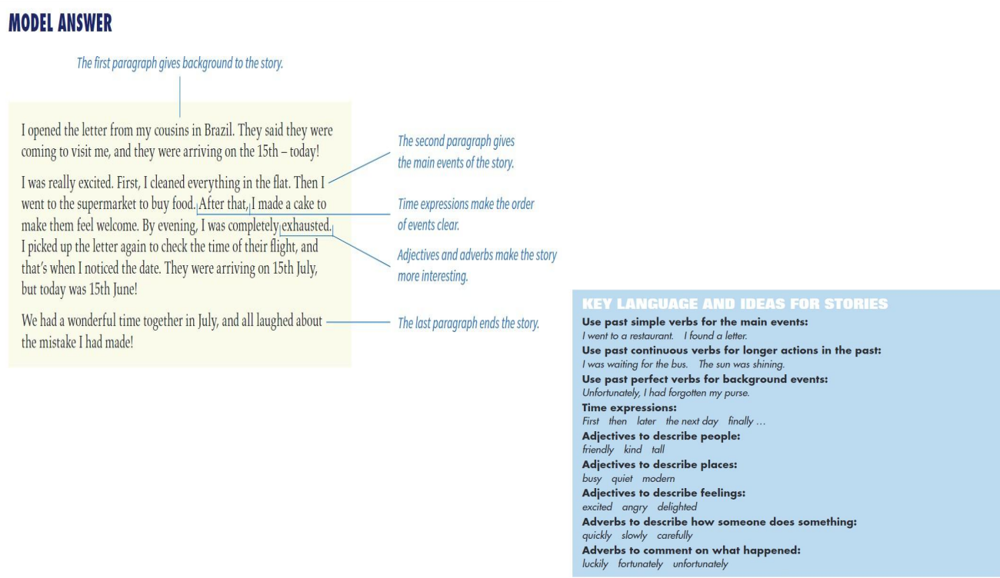 MODEL ANSWER
The first paragraph gives background to the story.
I opened the letter from my cousins in Brazil. They said they were
coming to visit me, and they were arriving on the 15th – today!
I was really excited. First, I cleaned everything in the flat. Then I
went to the supermarket to buy food. After that, I made a cake to
make them feel welcome. By evening, I was completely exhausted.
I picked up the letter again to check the time of their flight, and
that's when I noticed the date. They were arriving on 15th July,
but today was 15th June!
We had a wonderful time together in July, and all laughed about
the mistake I had made!
The second paragraph gives
the main events of the story.
Time expressions make the order
of events clear.
Adjectives and adverbs make the story
more interesting.
The last paragraph ends the story.
KEY LANGUAGE AND IDEAS FOR STORIES
Use past simple verbs for the main events:
I went to a restaurant. I found a letter.
Use past continuous verbs for longer actions in the past:
I was waiting for the bus. The sun was shining.
Use past perfect verbs for background events:
Unfortunately, I had forgotten my purse.
Time expressions:
First then later the next day finally …
Adjectives to describe people:
friendly kind tall
Adjectives to describe places:
busy quiet modern
Adjectives to describe feelings:
excited angry delighted
Adverbs to describe how someone does something:
quickly slowly carefully
Adverbs to comment on what happened:
luckily fortunately unfortunately